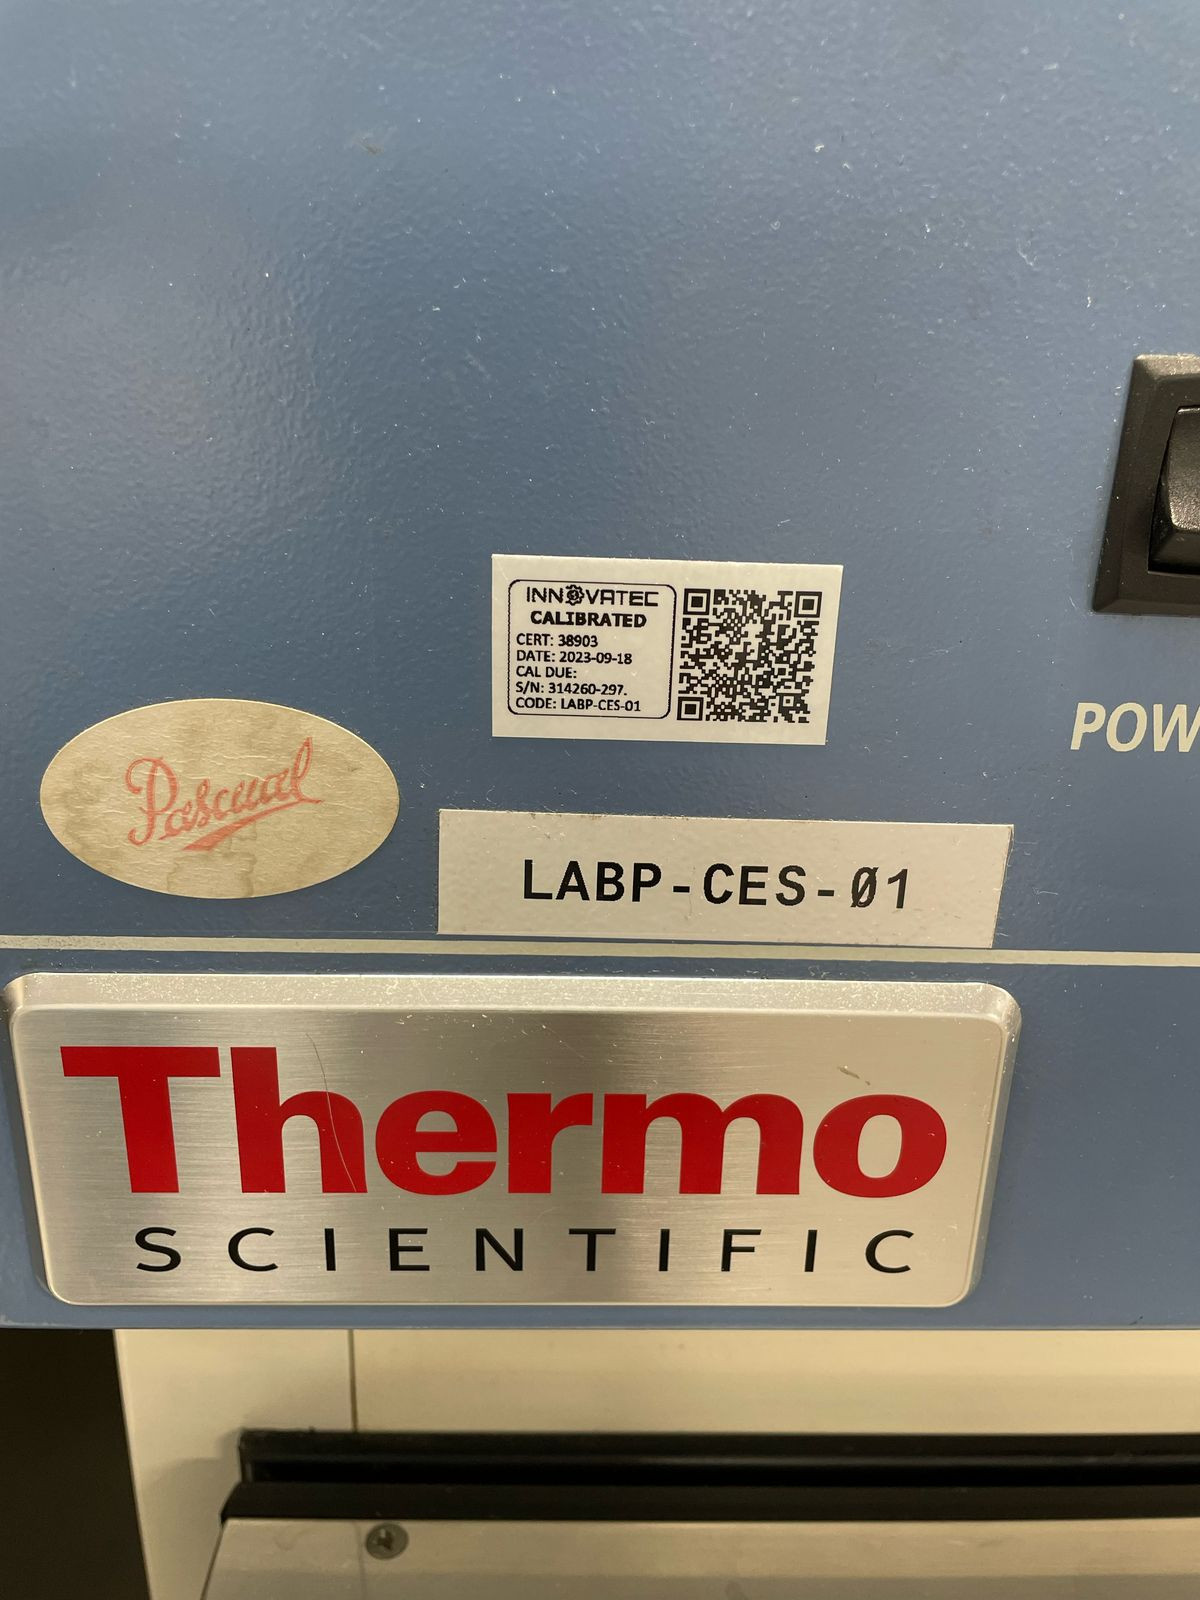 INNOVATEC
CALIBRATED
CERT: 38903
DATE: 2023-09-18
CAL DUE:
S/N: 314260-297.
CODE: LABP-CES-01
POW
Pascual
LABP-CES-01
Thermo
SCIENTIFIC